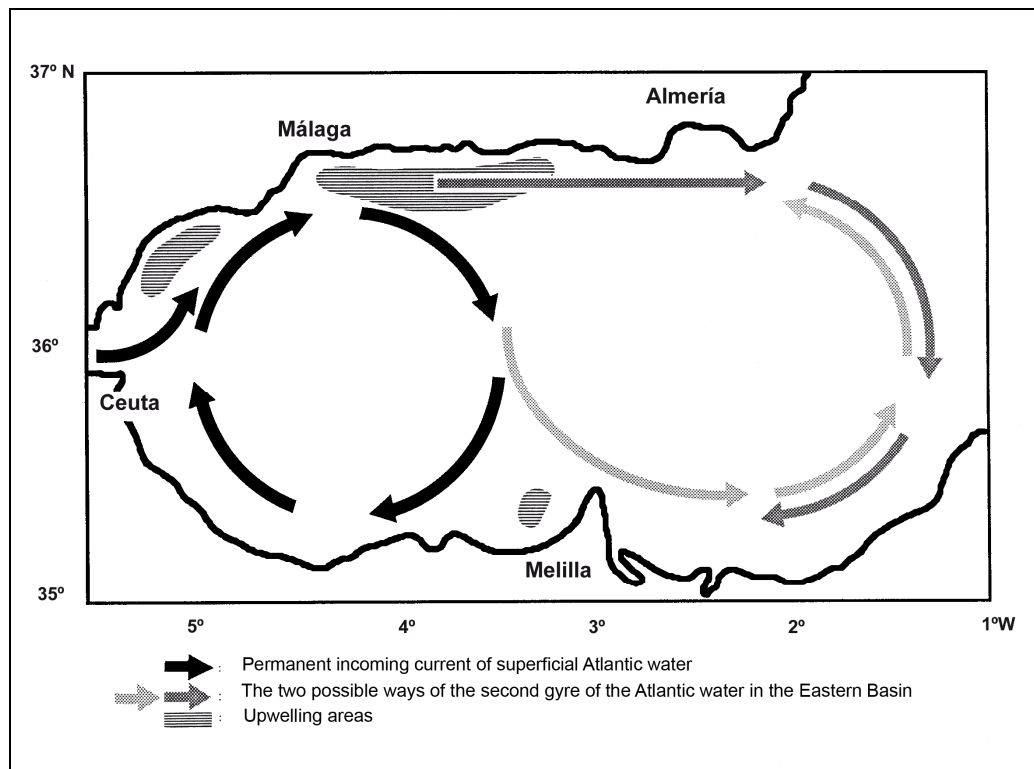 37º N
Almería
Málaga
36º
Ceuta
Melilla
35º
5º 4º 3º 2º 1ºW
: Permanent incoming current of superficial Atlantic water
: The two possible ways of the second gyre of the Atlantic water in the Eastern Basin
: Upwelling areas